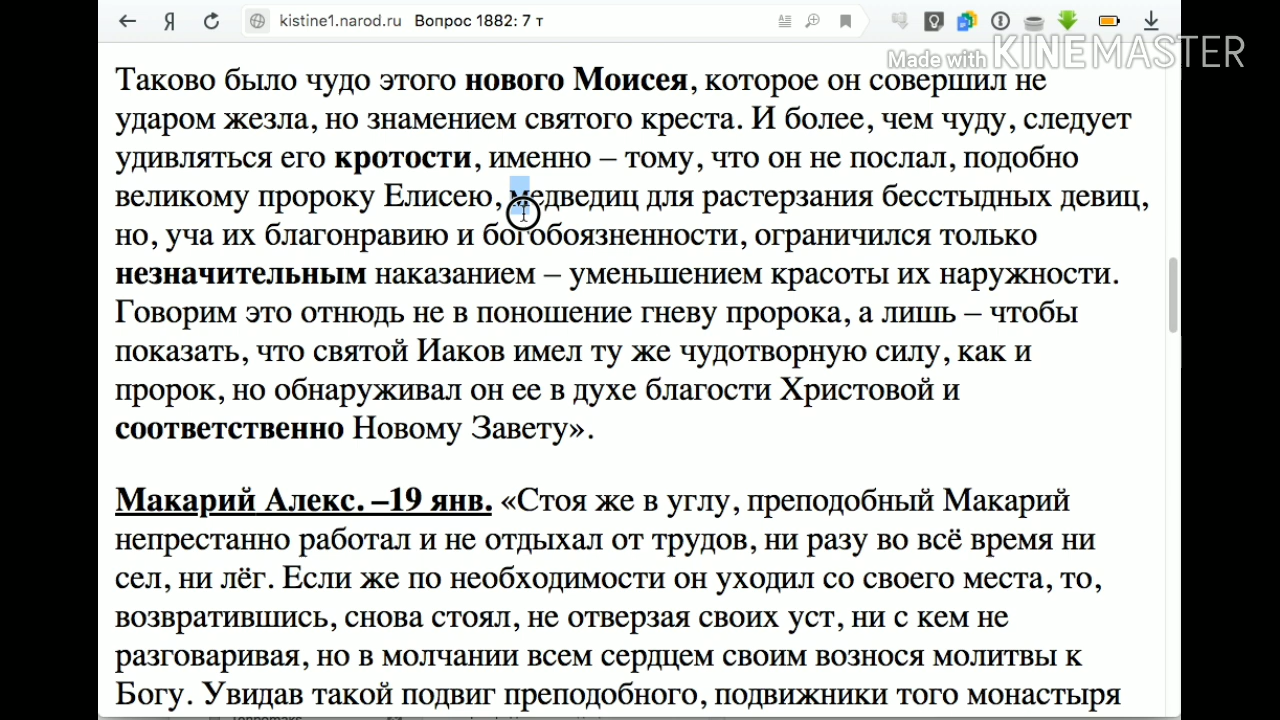 kistine1.narod.ru Вопрос 1882: 7 т
Made with KINEMASTER
Таково было чудо этого нового Моисея, которое он совершил не
ударом жезла, но знамением святого креста. И более, чем чуду, следует
удивляться его кротости, именно – тому, что он не послал, подобно
великому пророку Елисею, медведиц для растерзания бесстыдных девиц,
но, уча их благонравию и богобоязненности, ограничился только
незначительным наказанием – уменьшением красоты их наружности.
Говорим это отнюдь не в поношение гневу пророка, а лишь – чтобы
показать, что святой Иаков имел ту же чудотворную силу, как и
пророк, но обнаруживал он ее в духе благости Христовой и
соответственно Новому Завету».
Макарий Алекс. –19 янв. «Стоя же в углу, преподобный Макарий
непрестанно работал и не отдыхал от трудов, ни разу во всё время ни
сел, ни лёг. Если же по необходимости он уходил со своего места, то,
возвратившись, снова стоял, не отверзая своих уст, ни с кем не
разговаривая, но в молчании всем сердцем своим вознося молитвы к
Богу. Увидав такой подвиг преподобного, подвижники того монастыря